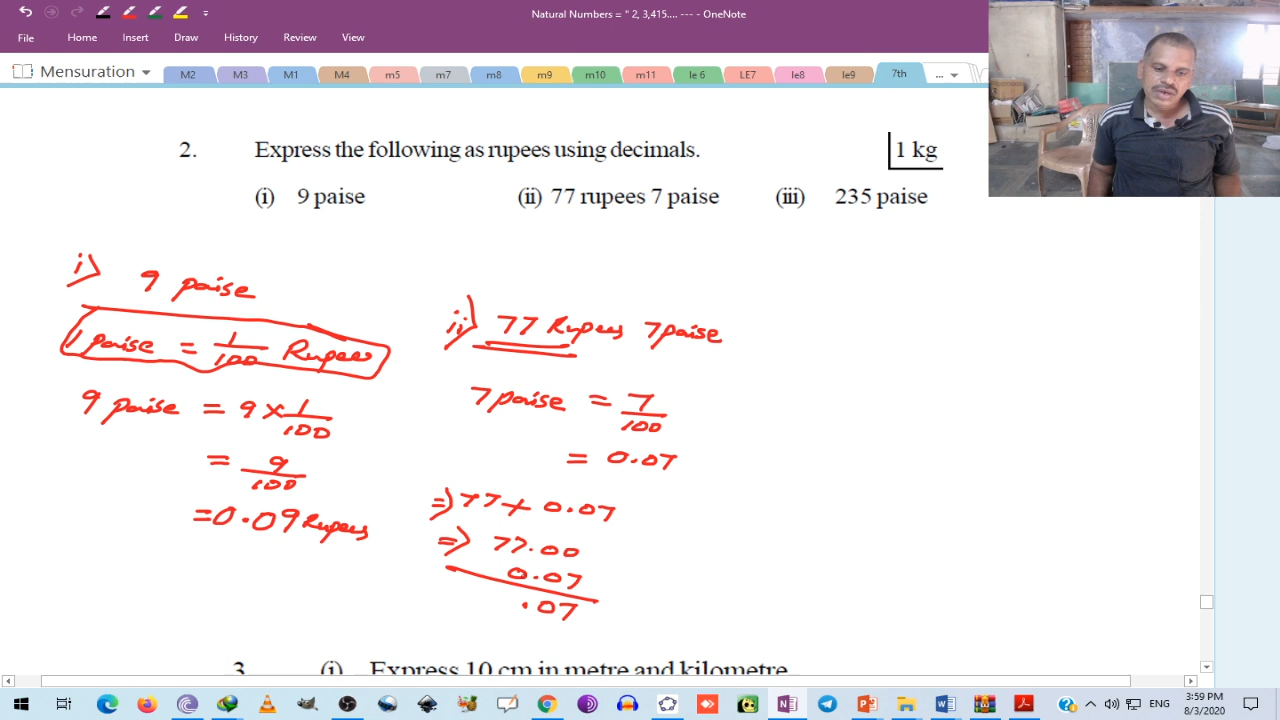 Natural Numbers = " 2, 3,415.... --- - OneNote
File Home Insert Draw History Review View
Mensuration M2 M3 M1 M4 m5 m7 m8 m9 m10 m11 le 6 LE7 le8 le9 7th ...
2. Express the following as rupees using decimals. 1 kg
(i) 9 paise (ii) 77 rupees 7 paise (iii) 235 paise
i) 9 paise
1 paise = 1/100 Rupees
9 paise = 9 × 1/100
= 9/100
= 0.09 Rupees
ii) 77 Rupees 7 paise
7 paise = 7/100
= 0.07
=> 77 + 0.07
=> 77.00
0.07
.07
3. (i) Express 10 cm in metre and kilometre
3:59 PM
ENG
8/3/2020